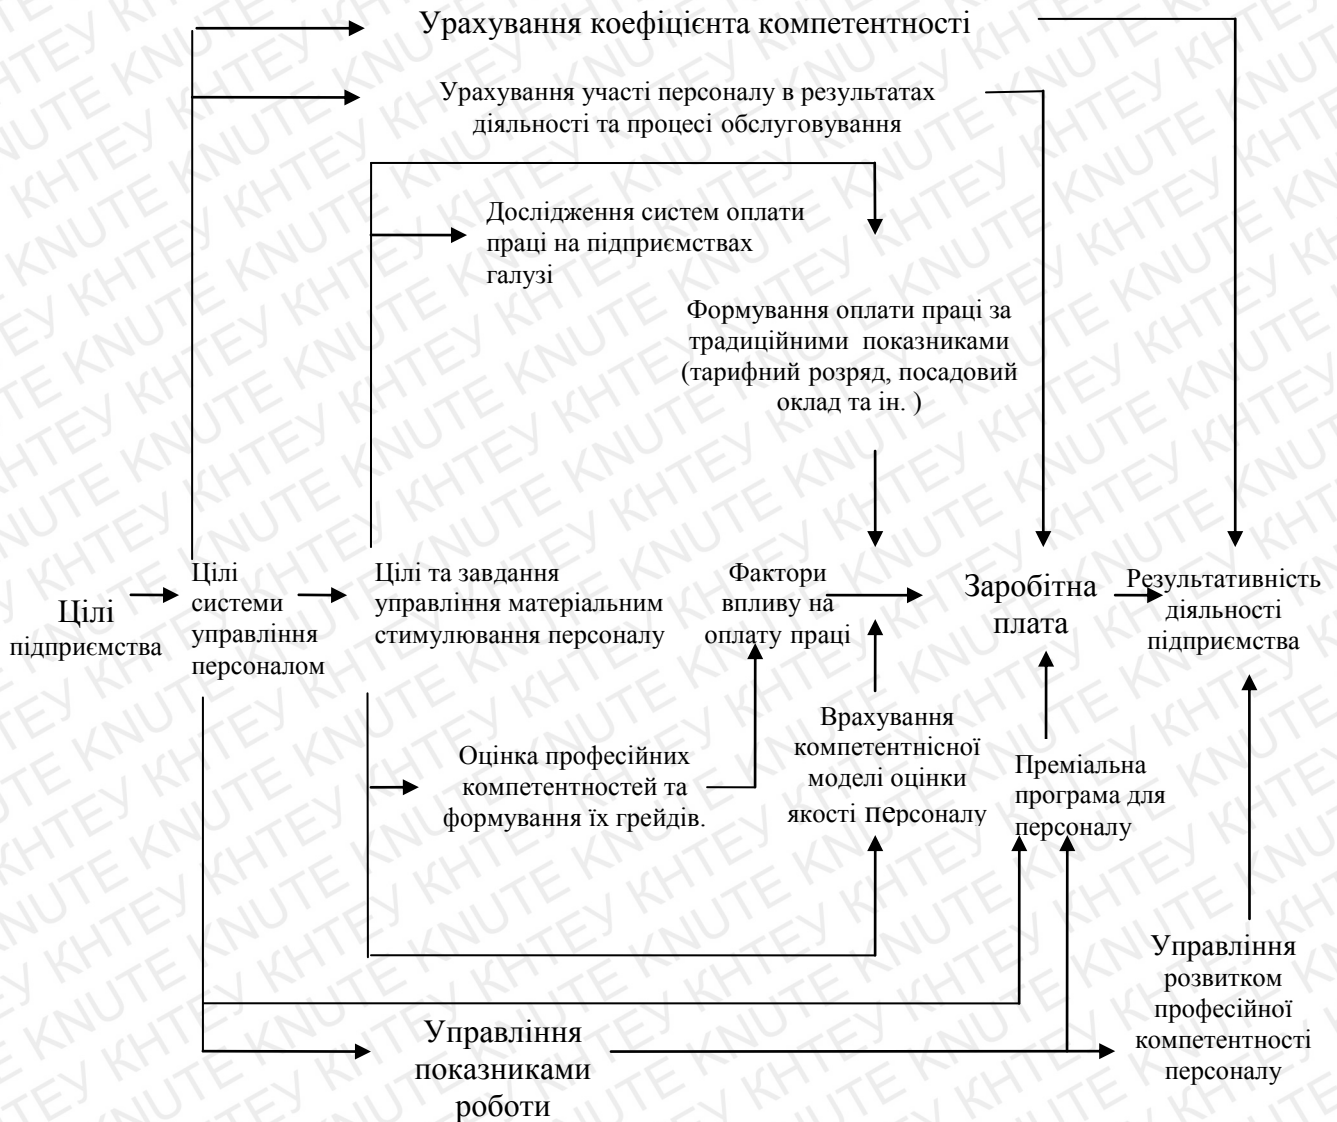 Урахування коефіцієнта компетентності
Урахування участі персоналу в результатах
діяльності та процесі обслуговування
Дослідження систем оплати
праці на підприємствах
галузі
Формування оплати праці за
традиційними показниками
(тарифний розряд, посадовий
оклад та ін. )
Цілі
підприємства
Цілі
системи
управління
персоналом
Цілі та завдання
управління матеріальним
стимулювання персоналу
Фактори
впливу на
оплату праці
Заробітна
плата
Результативність
діяльності
підприємства
Оцінка професійних
компетентностей та
формування їх грейдів.
Врахування
компетентнісної
моделі оцінки
якості персоналу
Преміальна
програма для
персоналу
Управління
показниками
роботи
Управління
розвитком
професійної
компетентності
персоналу